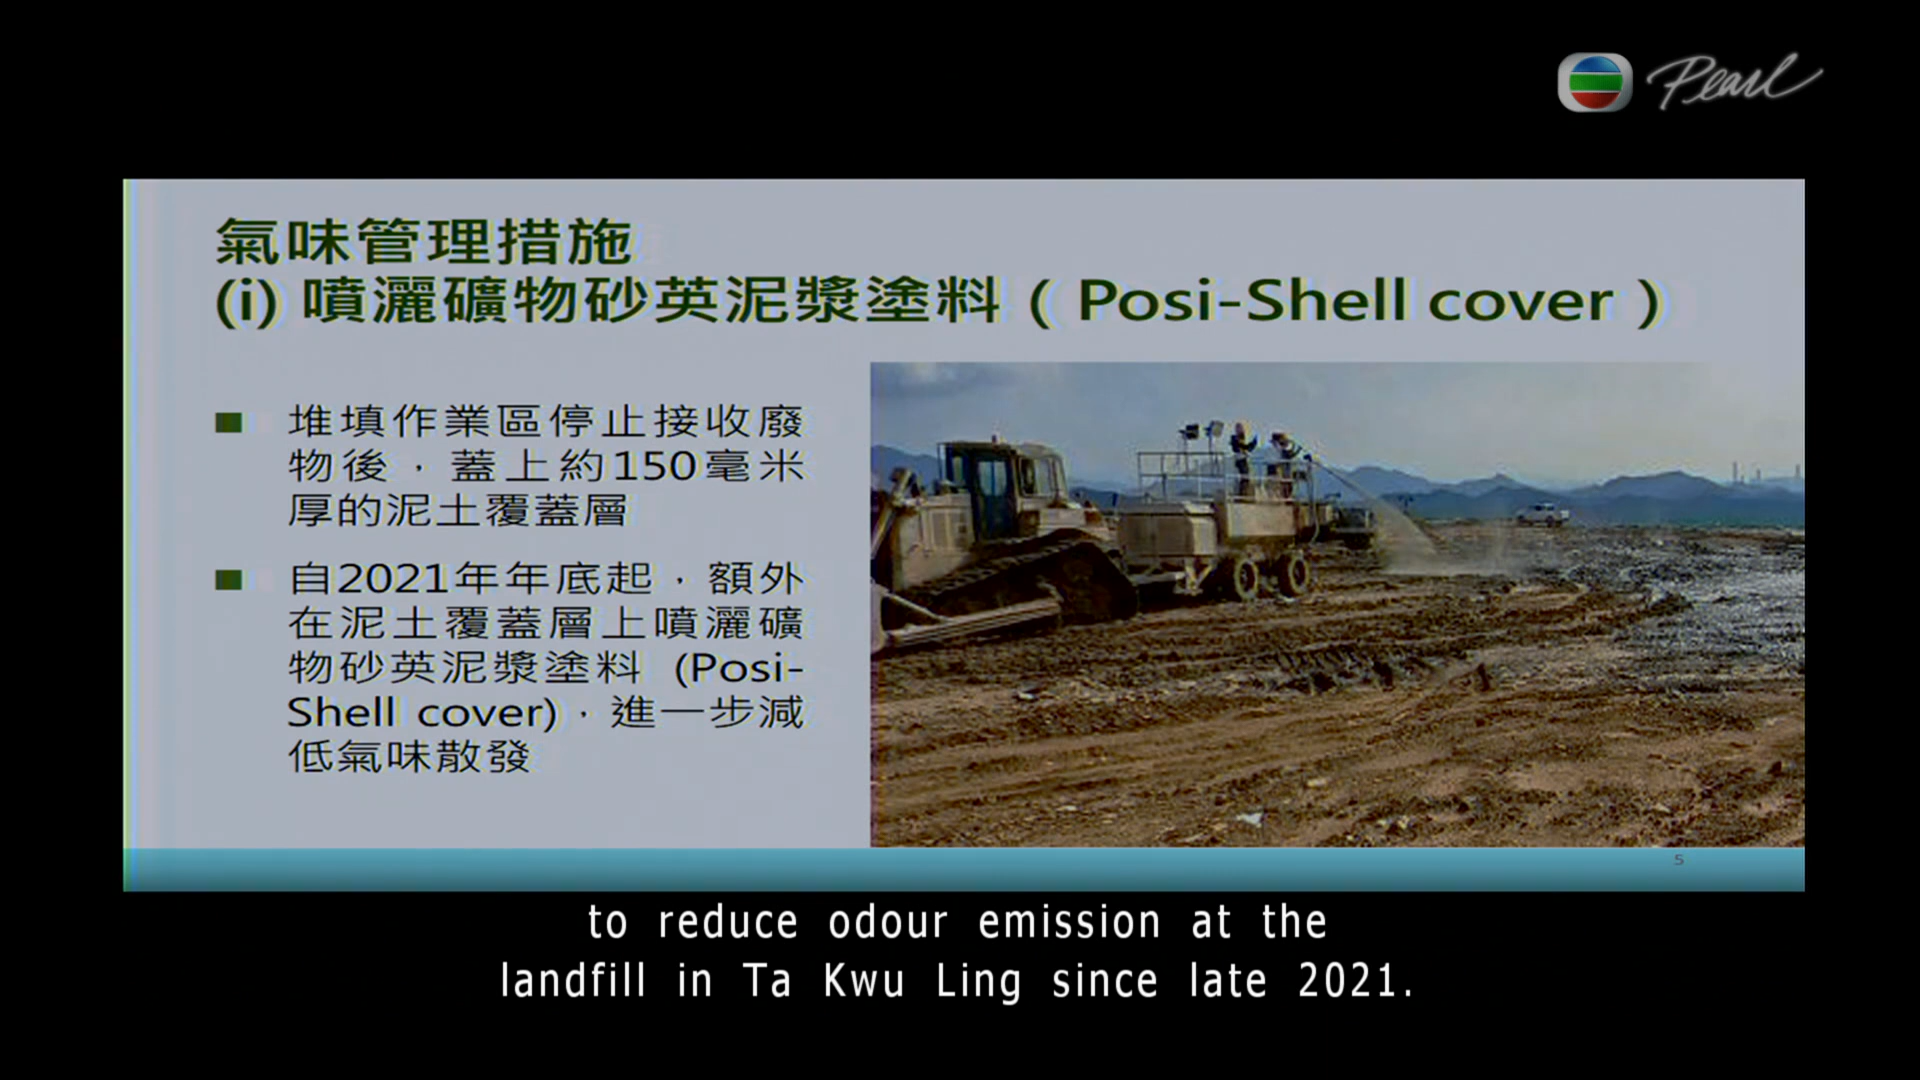 Pearl
氣味管理措施
(i) 噴灑礦物砂英泥漿塗料 ( Posi-Shell cover )
堆填作業區停止接收廢
物後，蓋上約150毫米
厚的泥土覆蓋層
自2021年年底起，額外
在泥土覆蓋層上噴灑礦
物砂英泥漿塗料 (Posi-
Shell cover)，進一步減
低氣味散發
5
to reduce odour emission at the
landfill in Ta Kwu Ling since late 2021.